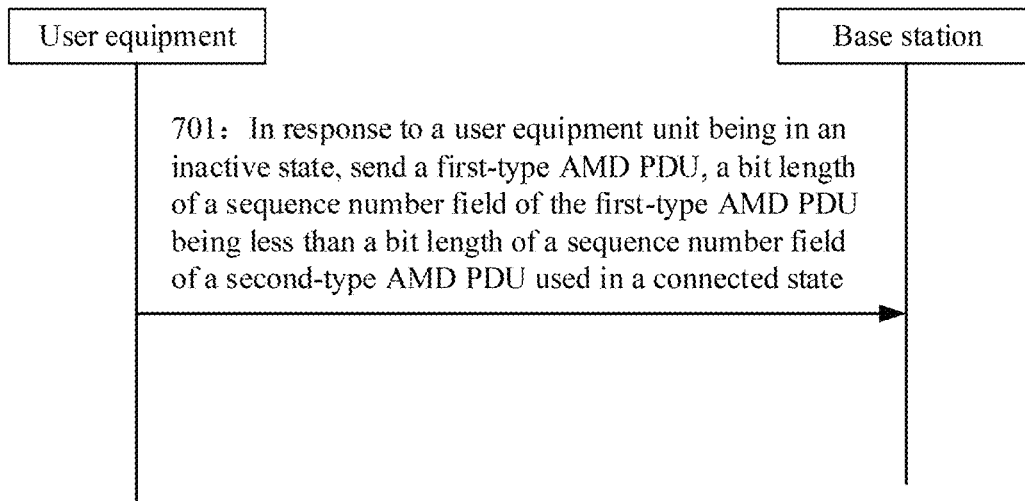 User equipment
Base station
701：In response to a user equipment unit being in an
inactive state, send a first-type AMD PDU, a bit length
of a sequence number field of the first-type AMD PDU
being less than a bit length of a sequence number field
of a second-type AMD PDU used in a connected state